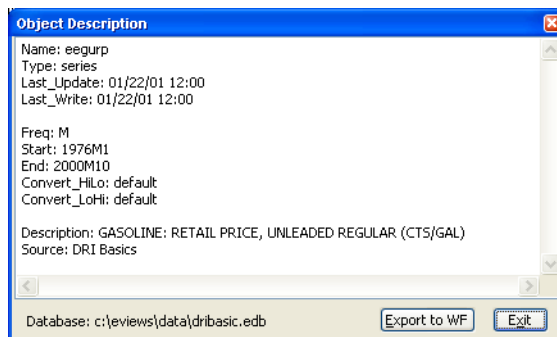 Object Description
Name: eegurp
Type: series
Last_Update: 01/22/01 12:00
Last_Write: 01/22/01 12:00
Freq: M
Start: 1976M1
End: 2000M10
Convert_HiLo: default
Convert_LoHi: default
Description: GASOLINE: RETAIL PRICE, UNLEADED REGULAR (CTS/GAL)
Source: DRI Basics
Database: c:\eviews\data\dribasic.edb
Export to WF
Exit